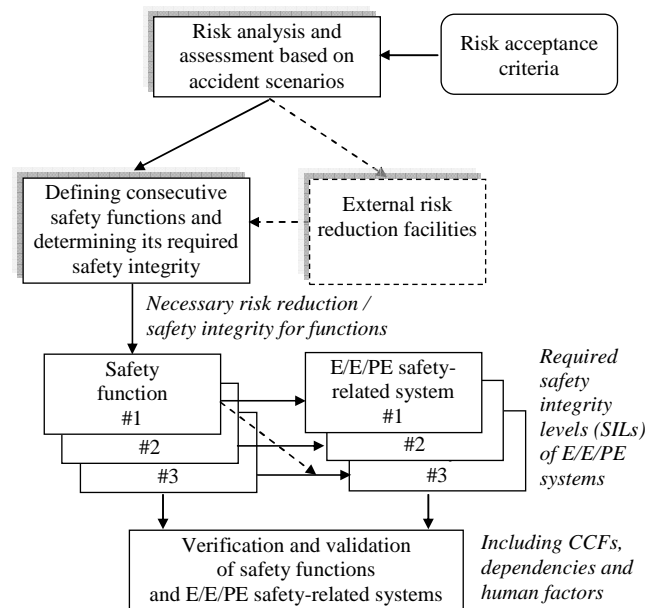 Risk analysis and
assessment based on
accident scenarios
Risk acceptance
criteria
Defining consecutive
safety functions and
determining its required
safety integrity
External risk
reduction facilities
Necessary risk reduction /
safety integrity for functions
Safety
function
#1
#2
#3
E/E/PE safety-
related system
#1
#2
#3
Required
safety
integrity
levels (SILs)
of E/E/PE
systems
Verification and validation
of safety functions
and E/E/PE safety-related systems
Including CCFs,
dependencies and
human factors